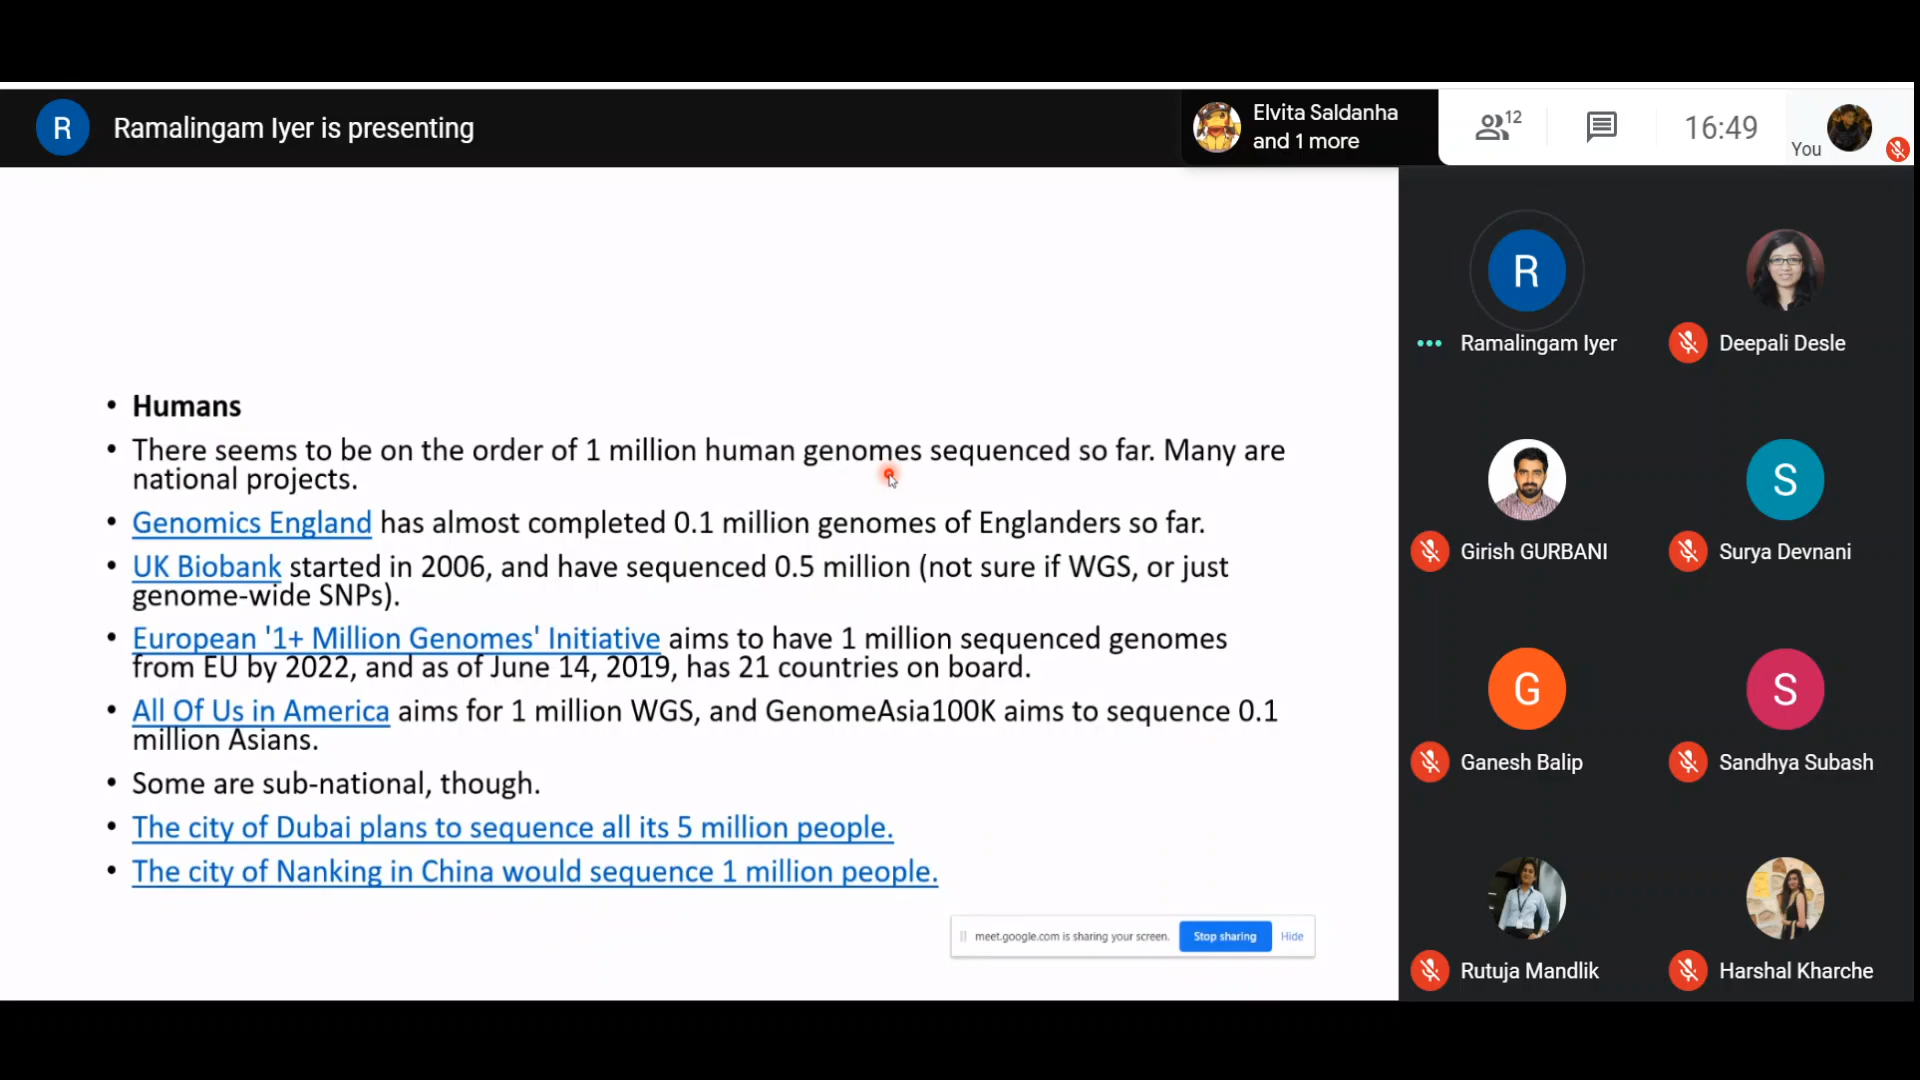 R
Ramalingam Iyer is presenting
Elvita Saldanha
and 1 more
12
16:49
You
• Humans
• There seems to be on the order of 1 million human genomes sequenced so far. Many are
national projects.
• Genomics England has almost completed 0.1 million genomes of Englanders so far.
• UK Biobank started in 2006, and have sequenced 0.5 million (not sure if WGS, or just
genome-wide SNPs).
• European '1+ Million Genomes' Initiative aims to have 1 million sequenced genomes
from EU by 2022, and as of June 14, 2019, has 21 countries on board.
• All Of Us in America aims for 1 million WGS, and GenomeAsia100K aims to sequence 0.1
million Asians.
• Some are sub-national, though.
• The city of Dubai plans to sequence all its 5 million people.
• The city of Nanking in China would sequence 1 million people.
meet.google.com is sharing your screen. Stop sharing Hide
R
Ramalingam Iyer
Deepali Desle
S
Girish GURBANI
Surya Devnani
G
S
Ganesh Balip
Sandhya Subash
Rutuja Mandlik
Harshal Kharche